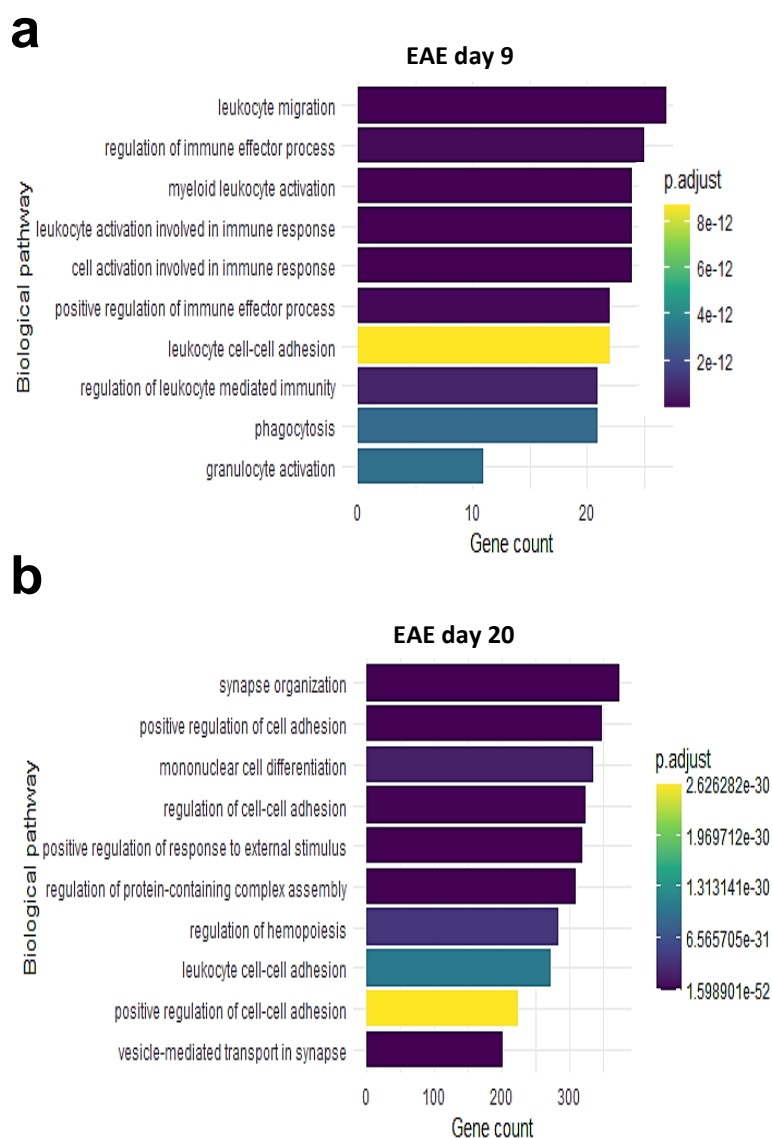 a
EAE day 9
leukocyte migration
regulation of immune effector process
myeloid leukocyte activation
leukocyte activation involved in immune response
cell activation involved in immune response
positive regulation of immune effector process
leukocyte cell-cell adhesion
regulation of leukocyte mediated immunity
phagocytosis
granulocyte activation
Biological pathway
0 10 20
Gene count
p.adjust
8e-12
6e-12
4e-12
2e-12
b
EAE day 20
synapse organization
positive regulation of cell adhesion
mononuclear cell differentiation
regulation of cell-cell adhesion
positive regulation of response to external stimulus
regulation of protein-containing complex assembly
regulation of hemopoiesis
leukocyte cell-cell adhesion
positive regulation of cell-cell adhesion
vesicle-mediated transport in synapse
Biological pathway
0 100 200 300
Gene count
p.adjust
2.626282e-30
1.969712e-30
1.313141e-30
6.565705e-31
1.598901e-52